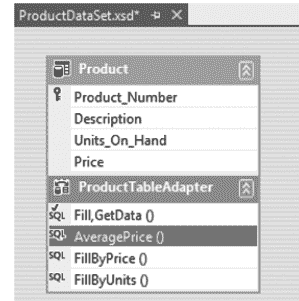 ProductDataSet.xsd*
Product
Product_Number
Description
Units_On_Hand
Price
ProductTableAdapter
SQL Fill,GetData ()
SQL AveragePrice ()
SQL FillByPrice ()
SQL FillByUnits ()